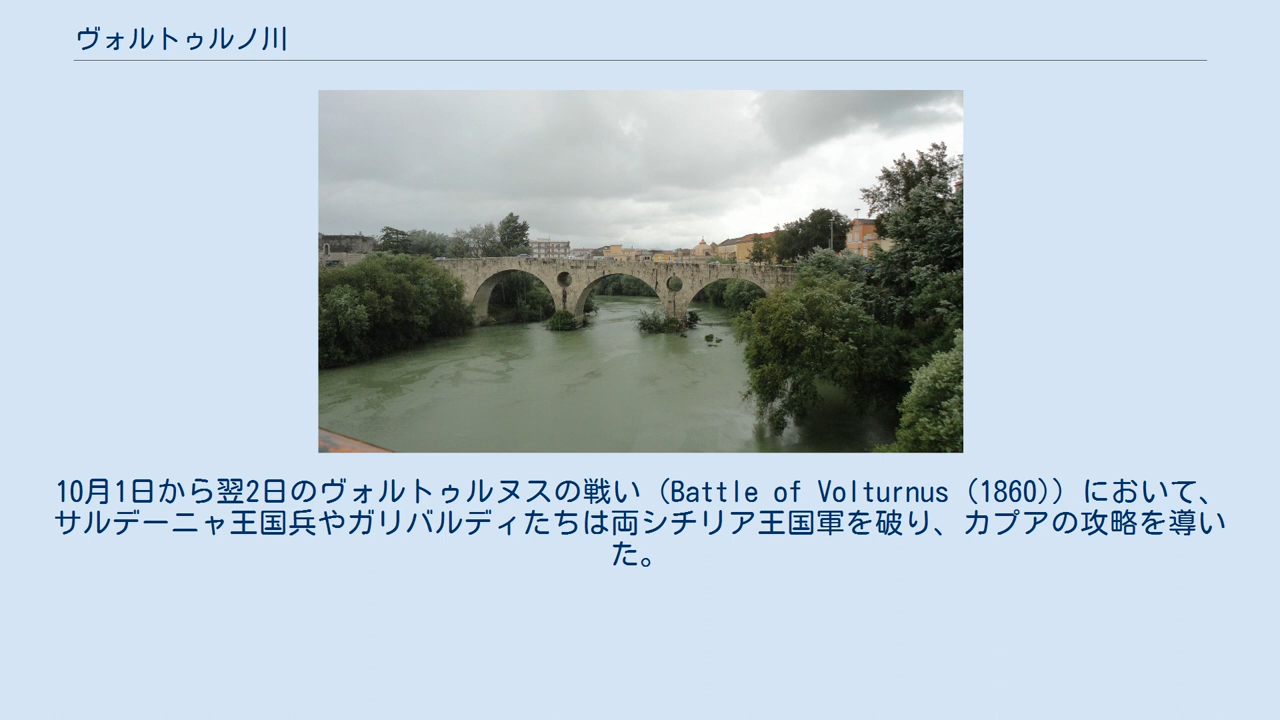 ヴォルトゥルノ川
10月1日から翌2日のヴォルトゥルヌスの戦い（Battle of Volturnus (1860)）において、
サルデーニャ王国兵やガリバルディたちは両シチリア王国軍を破り、カプアの攻略を導い
た。